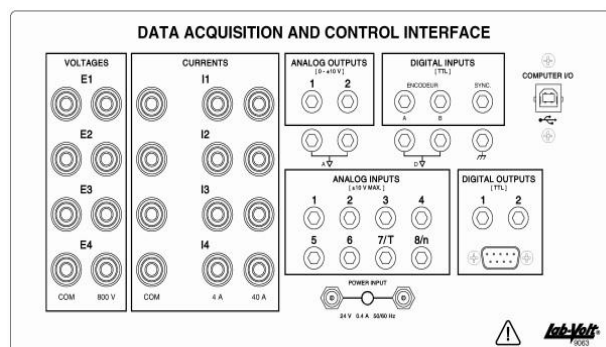 DATA ACQUISITION AND CONTROL INTERFACE
VOLTAGES
E1
E2
E3
E4
COM 800 V
CURRENTS
I1
I2
I3
I4
COM 4 A 40 A
ANALOG OUTPUTS
[ 0 - ±10 V ]
1 2
A
DIGITAL INPUTS
[ TTL ]
ENCODEUR SYNC.
A B
D
COMPUTER I/O
ANALOG INPUTS
[ ±10 V MAX. ]
1 2 3 4
5 6 7/T 8/n
DIGITAL OUTPUTS
[ TTL ]
1 2
POWER INPUT
24 V 0.4 A 50/60 Hz
Lab-Volt®
9063